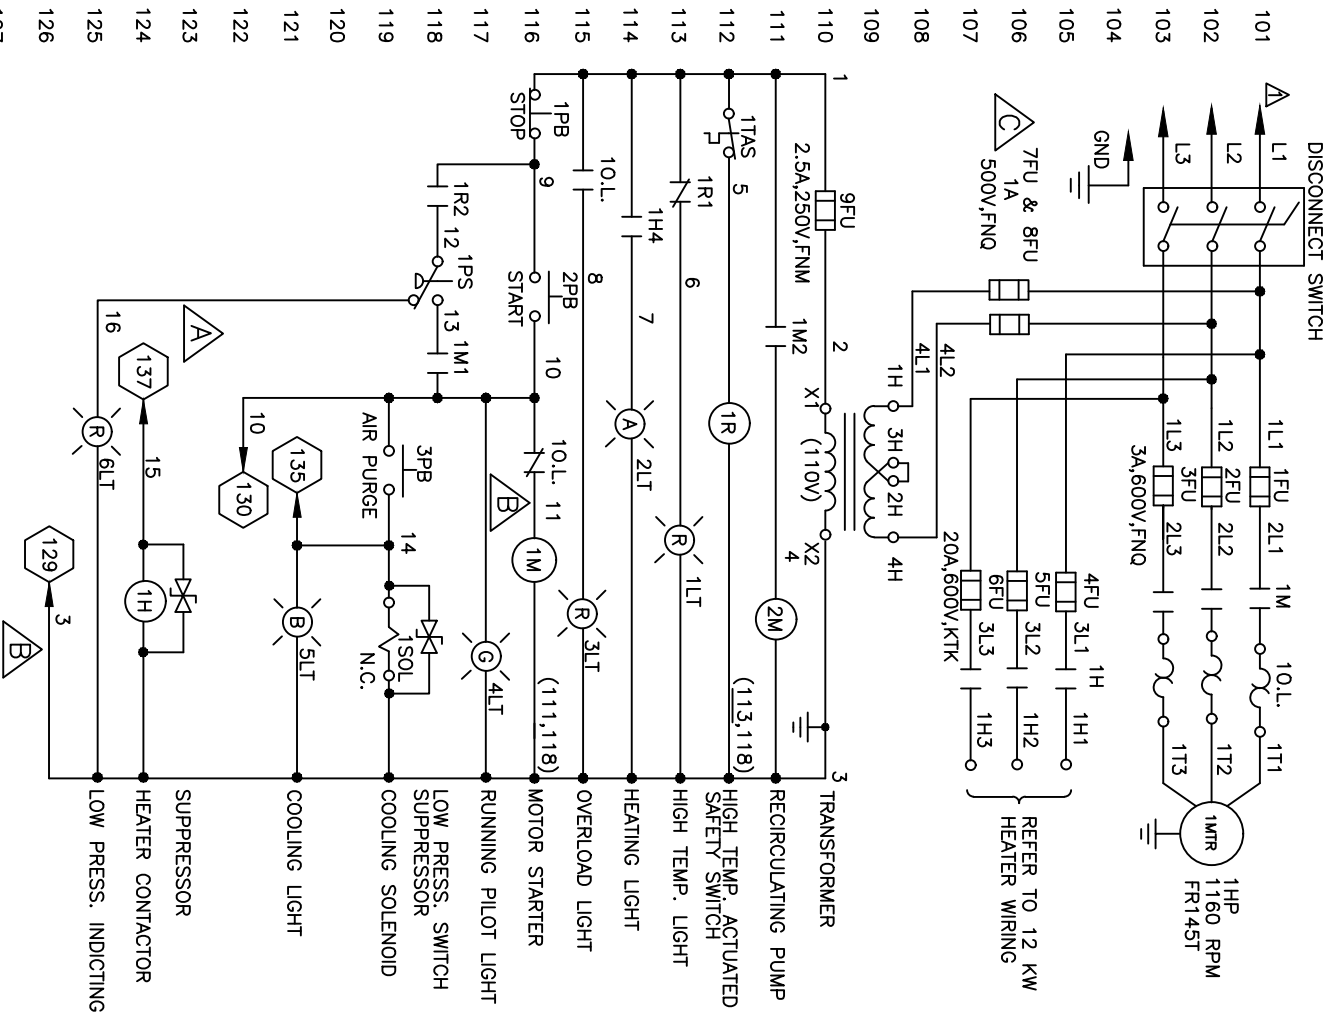 101
102
103
104
105
106
107
108
109
110
111
112
113
114
115
116
117
118
119
120
121
122
123
124
125
126
1
L1
L2
L3
GND
DISCONNECT SWITCH
1L1
1FU
2L1
1M
1O.L.
1T1
1L2
2FU
2L2
1T2
1L3
3FU
2L3
1T3
3A,600V,FNQ
1MTR
1HP
1160 RPM
FR145T
C
7FU & 8FU
1A
500V,FNQ
4FU
3L1
1H
1H1
5FU
3L2
1H2
6FU
3L3
1H3
20A,600V,KTK
REFER TO 12 KW
HEATER WIRING
4L2
4L1
1H
3H
2H
4H
1
9FU
2.5A,250V,FNM
2
X1
(110V)
X2
3
TRANSFORMER
1M2
4
2M
RECIRCULATING PUMP
1TAS
5
1R
(113,118)
HIGH TEMP. ACTUATED
SAFETY SWITCH
1R1
6
R
1LT
HIGH TEMP. LIGHT
1H4
7
A
2LT
HEATING LIGHT
1O.L.
8
R
3LT
OVERLOAD LIGHT
1PB
STOP
9
2PB
START
10
1O.L.
11
B
1M
(111,118)
MOTOR STARTER
G
4LT
RUNNING PILOT LIGHT
1R2
12
1PS
13
1M1
LOW PRESS. SWITCH
SUPPRESSOR
3PB
AIR PURGE
14
1SOL
N.C.
COOLING SOLENOID
135
B
5LT
COOLING LIGHT
10
130
A
SUPPRESSOR
137
15
1H
HEATER CONTACTOR
16
R
6LT
LOW PRESS. INDICTING
129
3
B